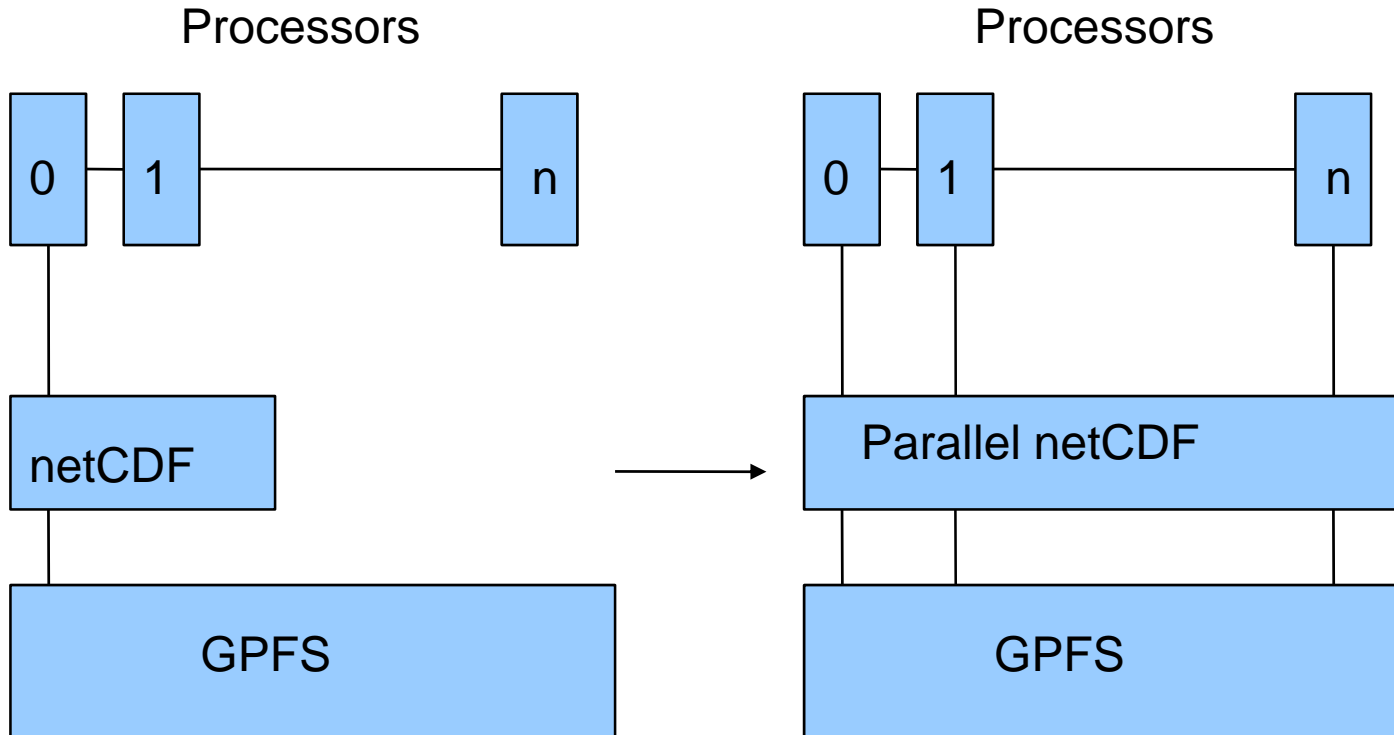 Processors
0
1
n
netCDF
GPFS
Processors
0
1
n
Parallel netCDF
GPFS